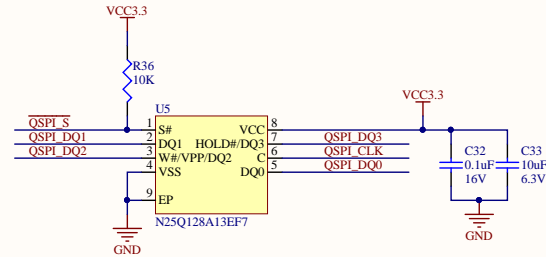 VCC3.3
R36
10K
U5
VCC3.3
QSPI_S
1
S#
VCC
8
QSPI_DQ1
2
DQ1
HOLD#/DQ3
7
QSPI_DQ3
QSPI_DQ2
3
W#/VPP/DQ2
C
6
QSPI_CLK
4
VSS
DQ0
5
QSPI_DQ0
9
EP
N25Q128A13EF7
GND
C32
0.1uF
16V
C33
10uF
6.3V
GND